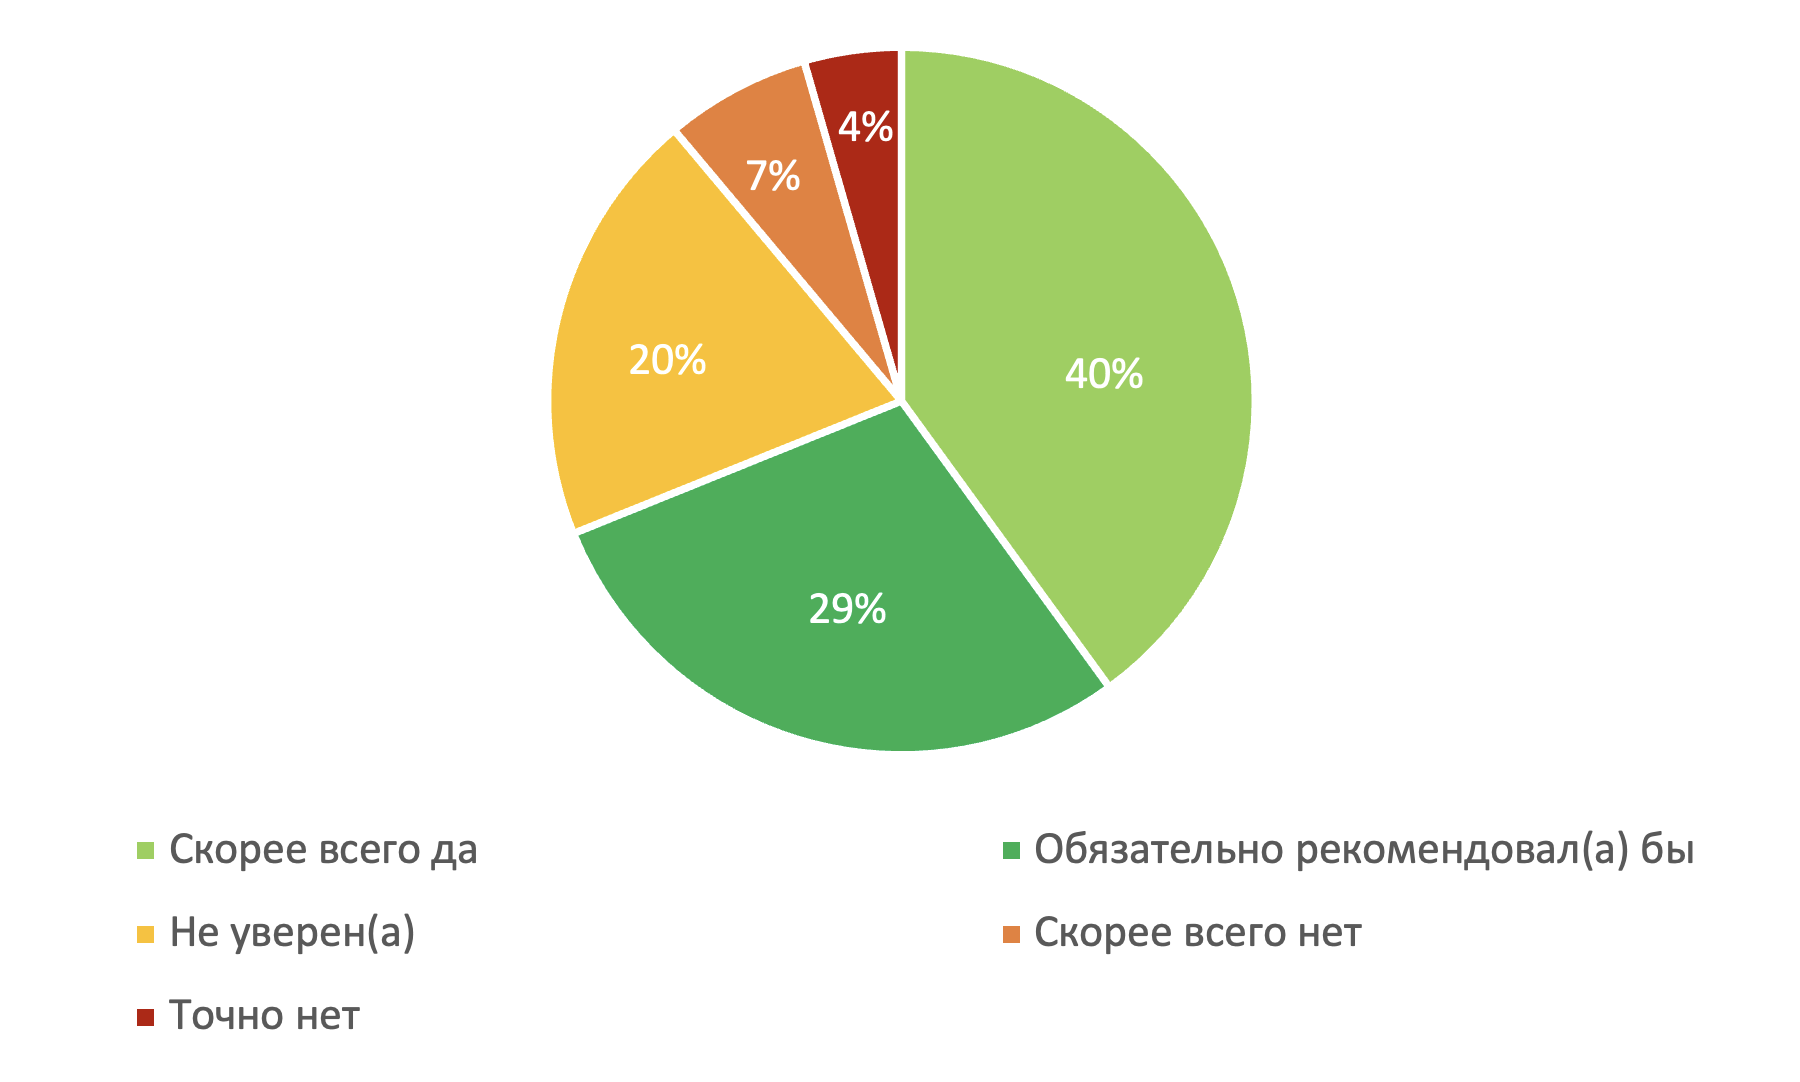 4%
7%
20%
40%
29%
Скорее всего да
Обязательно рекомендовал(а) бы
Не уверен(а)
Скорее всего нет
Точно нет